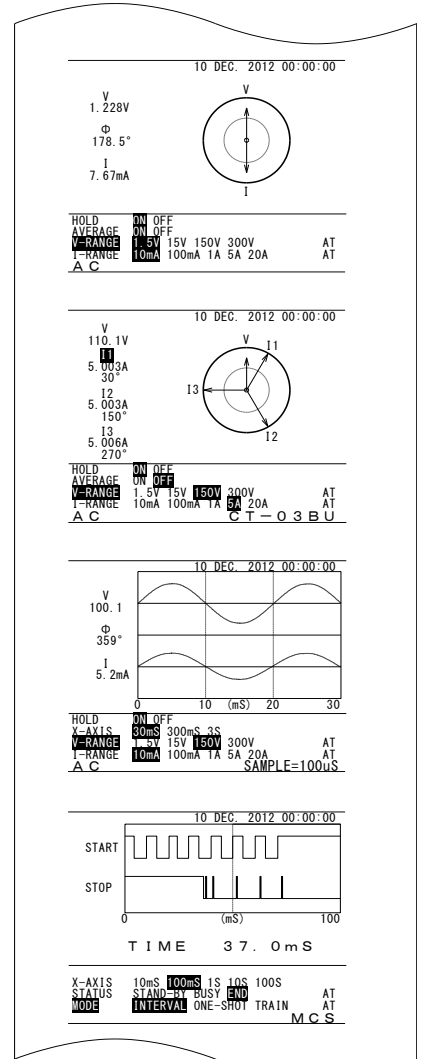 10 DEC. 2012 00:00:00
V
1.228V
Φ
178.5°
I
7.67mA
V
I
HOLD ON OFF
AVERAGE ON OFF
V-RANGE 1.5V 15V 150V 300V AT
I-RANGE 10mA 100mA 1A 5A 20A AT
AC
10 DEC. 2012 00:00:00
V
110.1V
I1
5.003A
30°
I2
5.003A
150°
I3
5.006A
270°
V
I1
I3
I2
HOLD ON OFF
AVERAGE ON OFF
V-RANGE 1.5V 15V 150V 300V AT
I-RANGE 10mA 100mA 1A 5A 20A AT
AC CT-03BU
10 DEC. 2012 00:00:00
V
100.1
Φ
359°
I
5.2mA
0 10 (mS) 20 30
HOLD ON OFF
X-AXIS 30mS 300mS 3S
V-RANGE 1.5V 15V 150V 300V AT
I-RANGE 10mA 100mA 1A 5A 20A AT
AC SAMPLE=100uS
10 DEC. 2012 00:00:00
START
STOP
0 (mS) 100
TIME 37.0mS
X-AXIS 10mS 100mS 1S 10S 100S
STATUS STAND-BY BUSY END AT
MODE INTERVAL ONE-SHOT TRAIN AT
MCS